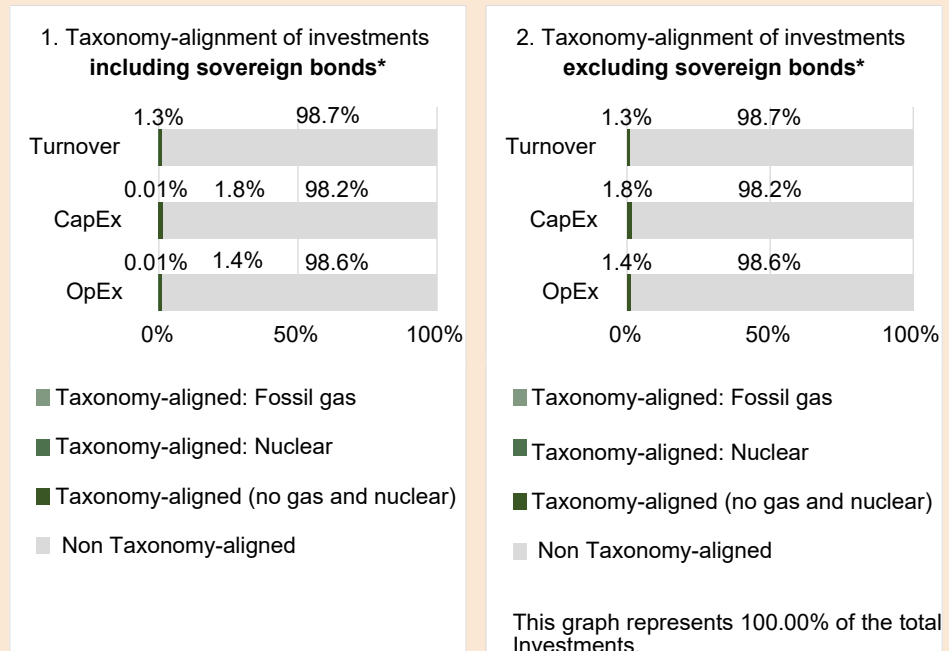 1. Taxonomy-alignment of investments
including sovereign bonds*
1.3% 98.7%
Turnover
0.01% 1.8% 98.2%
CapEx
0.01% 1.4% 98.6%
OpEx
0% 50% 100%
Taxonomy-aligned: Fossil gas
Taxonomy-aligned: Nuclear
Taxonomy-aligned (no gas and nuclear)
Non Taxonomy-aligned
2. Taxonomy-alignment of investments
excluding sovereign bonds*
1.3% 98.7%
Turnover
1.8% 98.2%
CapEx
1.4% 98.6%
OpEx
0% 50% 100%
Taxonomy-aligned: Fossil gas
Taxonomy-aligned: Nuclear
Taxonomy-aligned (no gas and nuclear)
Non Taxonomy-aligned
This graph represents 100.00% of the total
Investments.